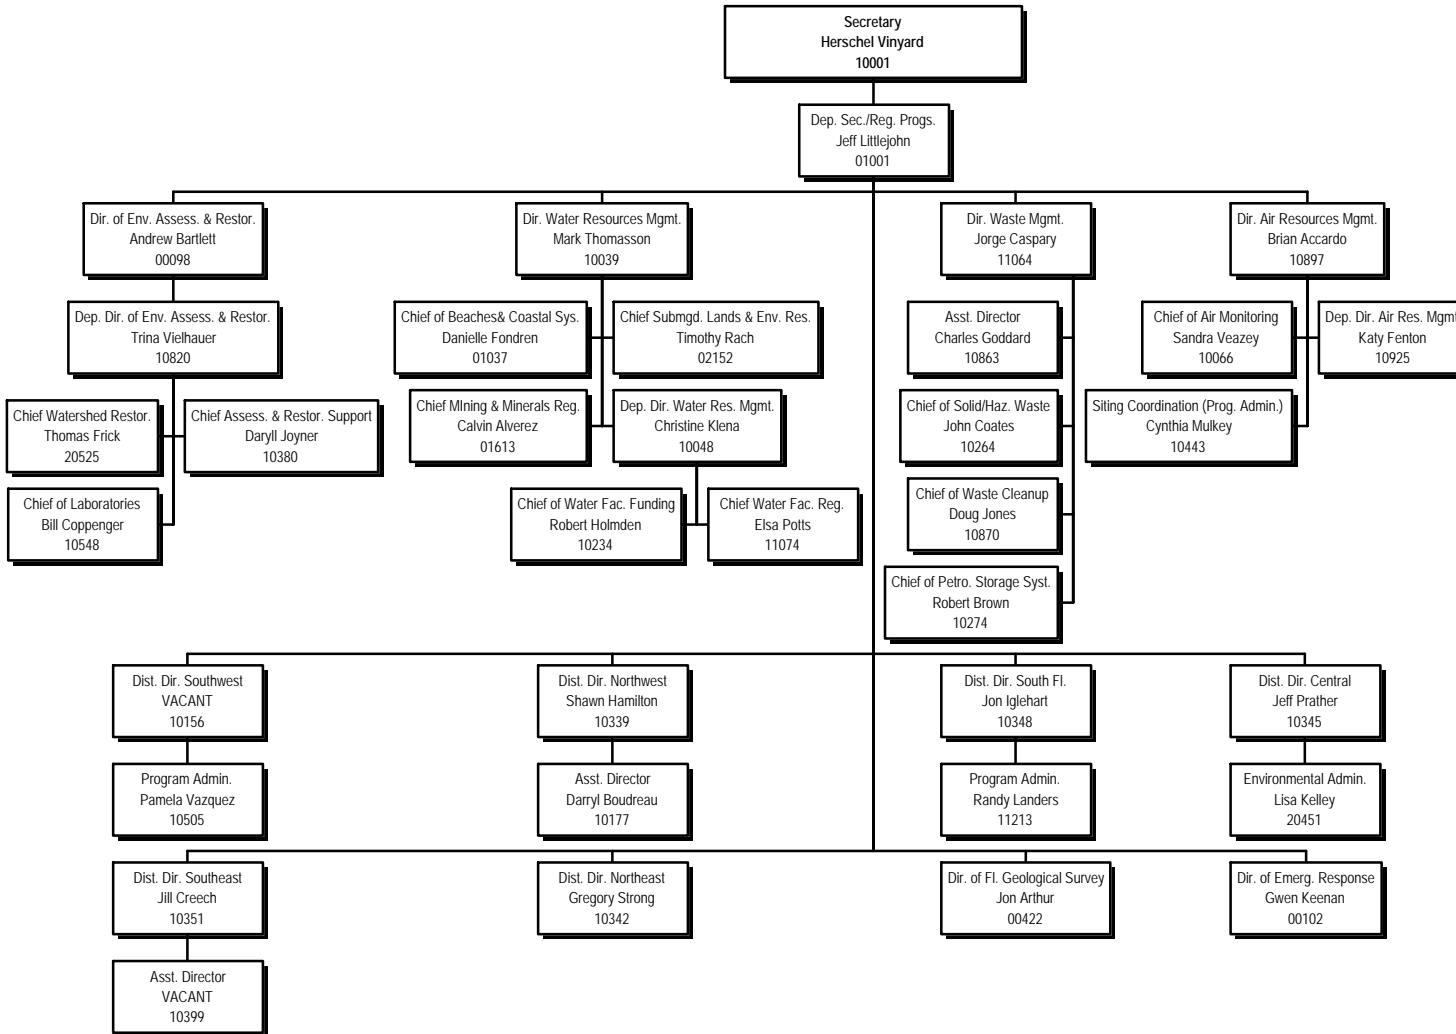 Secretary
Herschel Vinyard
10001
Dep. Sec./Reg. Progs.
Jeff Littlejohn
01001
Dir. of Env. Assess. & Restor.
Andrew Bartlett
00098
Dir. Water Resources Mgmt.
Mark Thomasson
10039
Dir. Waste Mgmt.
Jorge Caspary
11064
Dir. Air Resources Mgmt.
Brian Accardo
10897
Dep. Dir. of Env. Assess. & Restor.
Trina Vielhauer
10820
Chief of Beaches& Coastal Sys.
Danielle Fondren
01037
Chief Submgd. Lands & Env. Res.
Timothy Rach
02152
Asst. Director
Charles Goddard
10863
Chief of Air Monitoring
Sandra Veazey
10066
Dep. Dir. Air Res. Mgmt
Katy Fenton
10925
Chief Watershed Restor.
Thomas Frick
20525
Chief Assess. & Restor. Support
Daryll Joyner
10380
Chief MIning & Minerals Reg.
Calvin Alverez
01613
Dep. Dir. Water Res. Mgmt.
Christine Klena
10048
Chief of Solid/Haz. Waste
John Coates
10264
Siting Coordination (Prog. Admin.)
Cynthia Mulkey
10443
Chief of Laboratories
Bill Coppenger
10548
Chief of Water Fac. Funding
Robert Holmden
10234
Chief Water Fac. Reg.
Elsa Potts
11074
Chief of Waste Cleanup
Doug Jones
10870
Chief of Petro. Storage Syst.
Robert Brown
10274
Dist. Dir. Southwest
VACANT
10156
Dist. Dir. Northwest
Shawn Hamilton
10339
Dist. Dir. South Fl.
Jon Iglehart
10348
Dist. Dir. Central
Jeff Prather
10345
Program Admin.
Pamela Vazquez
10505
Asst. Director
Darryl Boudreau
10177
Program Admin.
Randy Landers
11213
Environmental Admin.
Lisa Kelley
20451
Dist. Dir. Southeast
Jill Creech
10351
Dist. Dir. Northeast
Gregory Strong
10342
Dir. of Fl. Geological Survey
Jon Arthur
00422
Dir. of Emerg. Response
Gwen Keenan
00102
Asst. Director
VACANT
10399